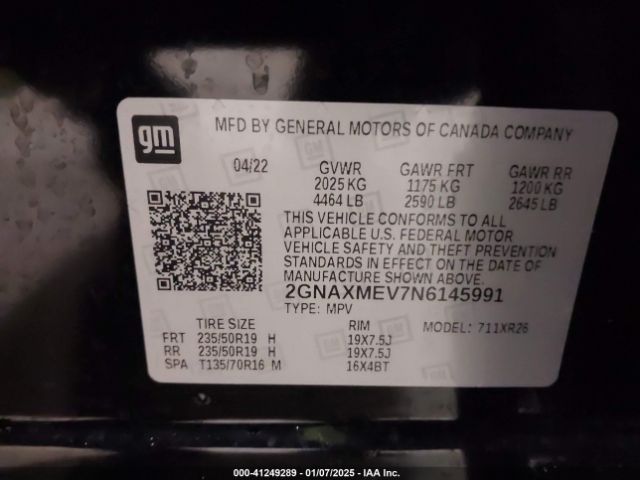 gm
MFD BY GENERAL MOTORS OF CANADA COMPANY
04/22 GVWR GAWR FRT GAWR RR
2025 KG 1175 KG 1200 KG
4464 LB 2590 LB 2645 LB
THIS VEHICLE CONFORMS TO ALL
APPLICABLE U.S. FEDERAL MOTOR
VEHICLE SAFETY AND THEFT PREVENTION
STANDARDS IN EFFECT ON THE DATE OF
MANUFACTURE SHOWN ABOVE.
2GNAXMEV7N6145991
TYPE: MPV
TIRE SIZE RIM MODEL: 711XR26
FRT 235/50R19 H 19X7.5J
RR 235/50R19 H 19X7.5J
SPA T135/70R16 M 16X4BT
000-41249289 - 01/07/2025 - IAA Inc.